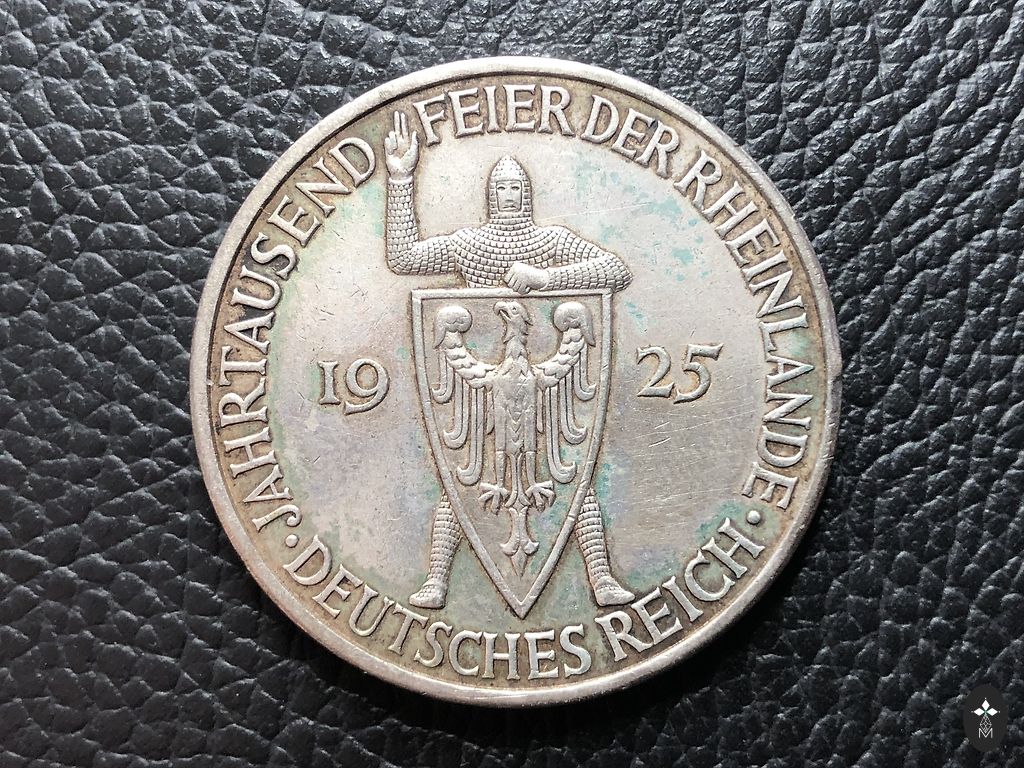 JAHRTAUSEND FEIER DER RHEINLANDE
19 25
· DEUTSCHES REICH ·
M